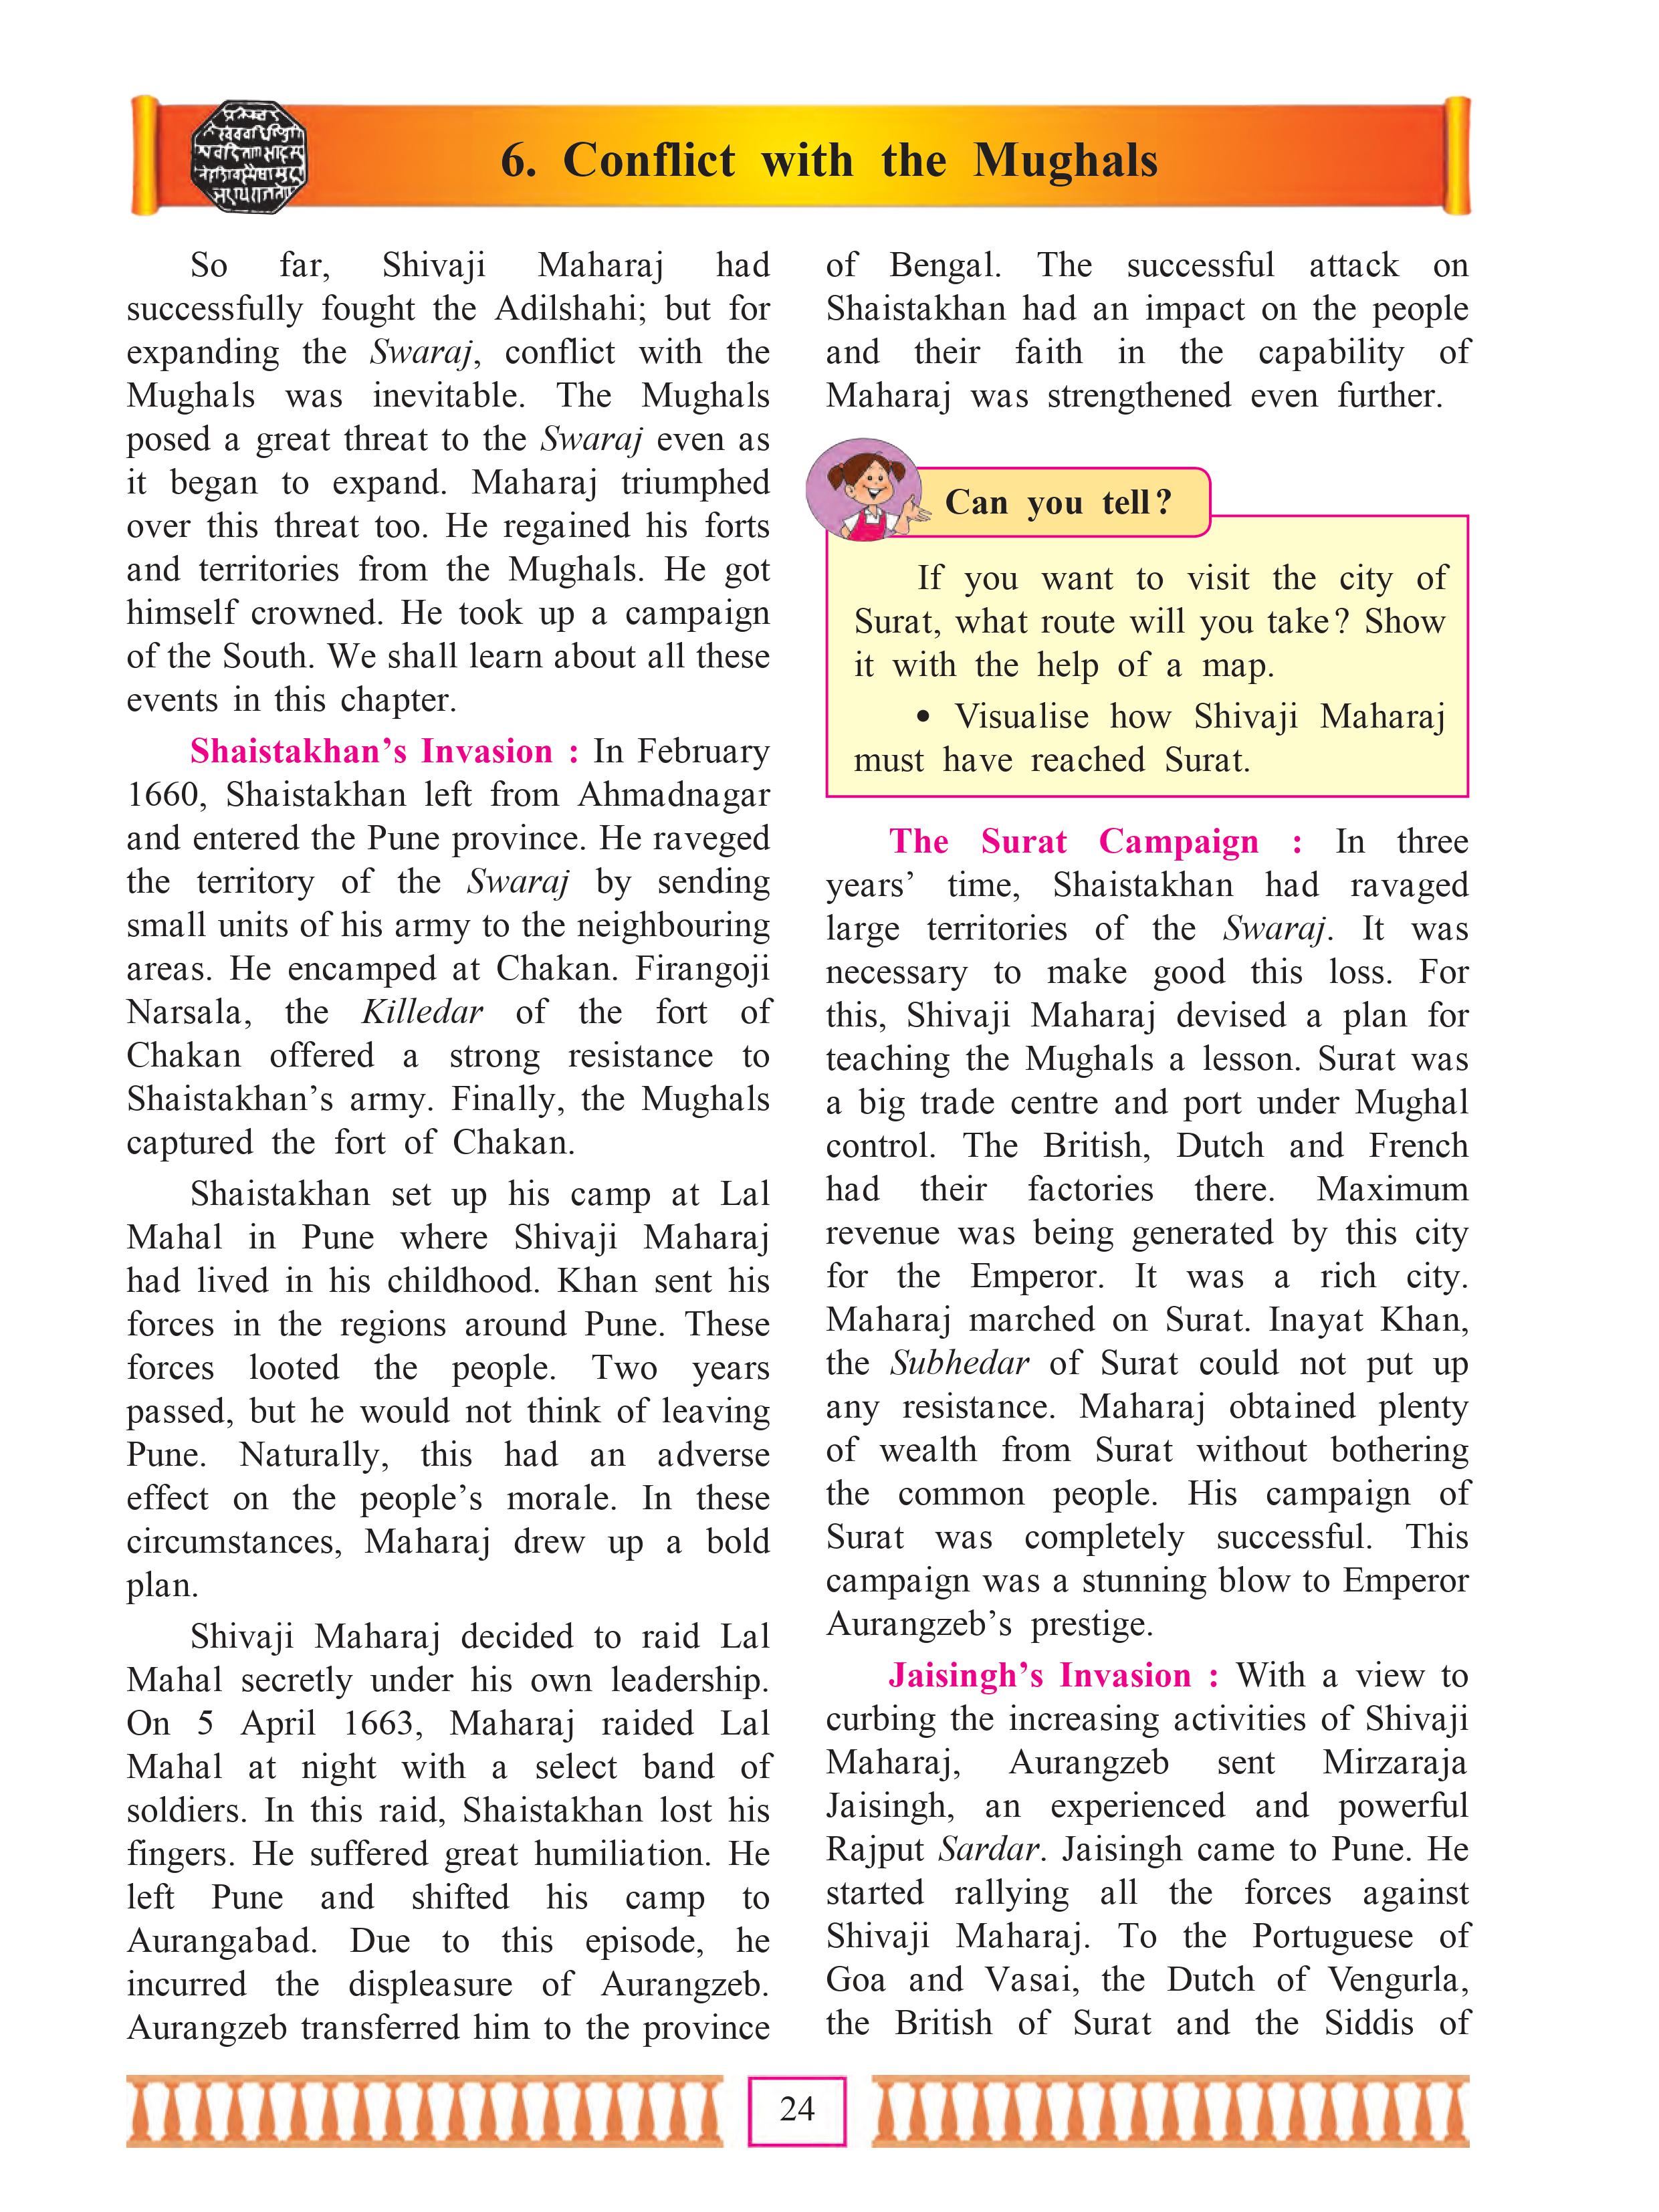 6. Conflict with the Mughals
So far, Shivaji Maharaj had
successfully fought the Adilshahi; but for
expanding the Swaraj, conflict with the
Mughals was inevitable. The Mughals
posed a great threat to the Swaraj even as
it began to expand. Maharaj triumphed
over this threat too. He regained his forts
and territories from the Mughals. He got
himself crowned. He took up a campaign
of the South. We shall learn about all these
events in this chapter.
Shaistakhan’s Invasion : In February
1660, Shaistakhan left from Ahmadnagar
and entered the Pune province. He raveged
the territory of the Swaraj by sending
small units of his army to the neighbouring
areas. He encamped at Chakan. Firangoji
Narsala, the Killedar of the fort of
Chakan offered a strong resistance to
Shaistakhan’s army. Finally, the Mughals
captured the fort of Chakan.
Shaistakhan set up his camp at Lal
Mahal in Pune where Shivaji Maharaj
had lived in his childhood. Khan sent his
forces in the regions around Pune. These
forces looted the people. Two years
passed, but he would not think of leaving
Pune. Naturally, this had an adverse
effect on the people’s morale. In these
circumstances, Maharaj drew up a bold
plan.
Shivaji Maharaj decided to raid Lal
Mahal secretly under his own leadership.
On 5 April 1663, Maharaj raided Lal
Mahal at night with a select band of
soldiers. In this raid, Shaistakhan lost his
fingers. He suffered great humiliation. He
left Pune and shifted his camp to
Aurangabad. Due to this episode, he
incurred the displeasure of Aurangzeb.
Aurangzeb transferred him to the province
of Bengal. The successful attack on
Shaistakhan had an impact on the people
and their faith in the capability of
Maharaj was strengthened even further.
Can you tell?
If you want to visit the city of
Surat, what route will you take? Show
it with the help of a map.
• Visualise how Shivaji Maharaj
must have reached Surat.
The Surat Campaign : In three
years’ time, Shaistakhan had ravaged
large territories of the Swaraj. It was
necessary to make good this loss. For
this, Shivaji Maharaj devised a plan for
teaching the Mughals a lesson. Surat was
a big trade centre and port under Mughal
control. The British, Dutch and French
had their factories there. Maximum
revenue was being generated by this city
for the Emperor. It was a rich city.
Maharaj marched on Surat. Inayat Khan,
the Subhedar of Surat could not put up
any resistance. Maharaj obtained plenty
of wealth from Surat without bothering
the common people. His campaign of
Surat was completely successful. This
campaign was a stunning blow to Emperor
Aurangzeb’s prestige.
Jaisingh’s Invasion : With a view to
curbing the increasing activities of Shivaji
Maharaj, Aurangzeb sent Mirzaraja
Jaisingh, an experienced and powerful
Rajput Sardar. Jaisingh came to Pune. He
started rallying all the forces against
Shivaji Maharaj. To the Portuguese of
Goa and Vasai, the Dutch of Vengurla,
the British of Surat and the Siddis of
24